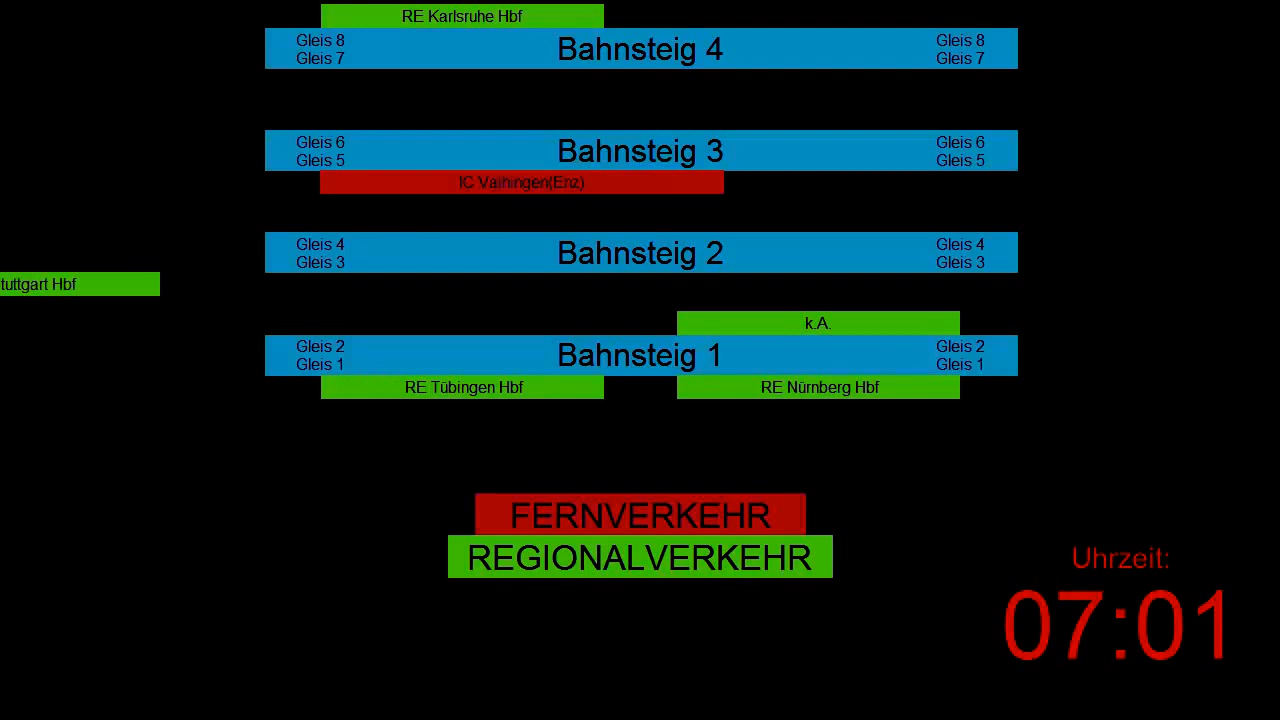 RE Karlsruhe Hbf
Gleis 8 Bahnsteig 4 Gleis 8
Gleis 7 Gleis 7
Gleis 6 Bahnsteig 3 Gleis 6
Gleis 5 Gleis 5
IC Vaihingen(Enz)
Gleis 4 Bahnsteig 2 Gleis 4
Gleis 3 Gleis 3
tuttgart Hbf
k.A.
Gleis 2 Bahnsteig 1 Gleis 2
Gleis 1 Gleis 1
RE Tübingen Hbf RE Nürnberg Hbf
FERNVERKEHR
REGIONALVERKEHR
Uhrzeit:
07:01